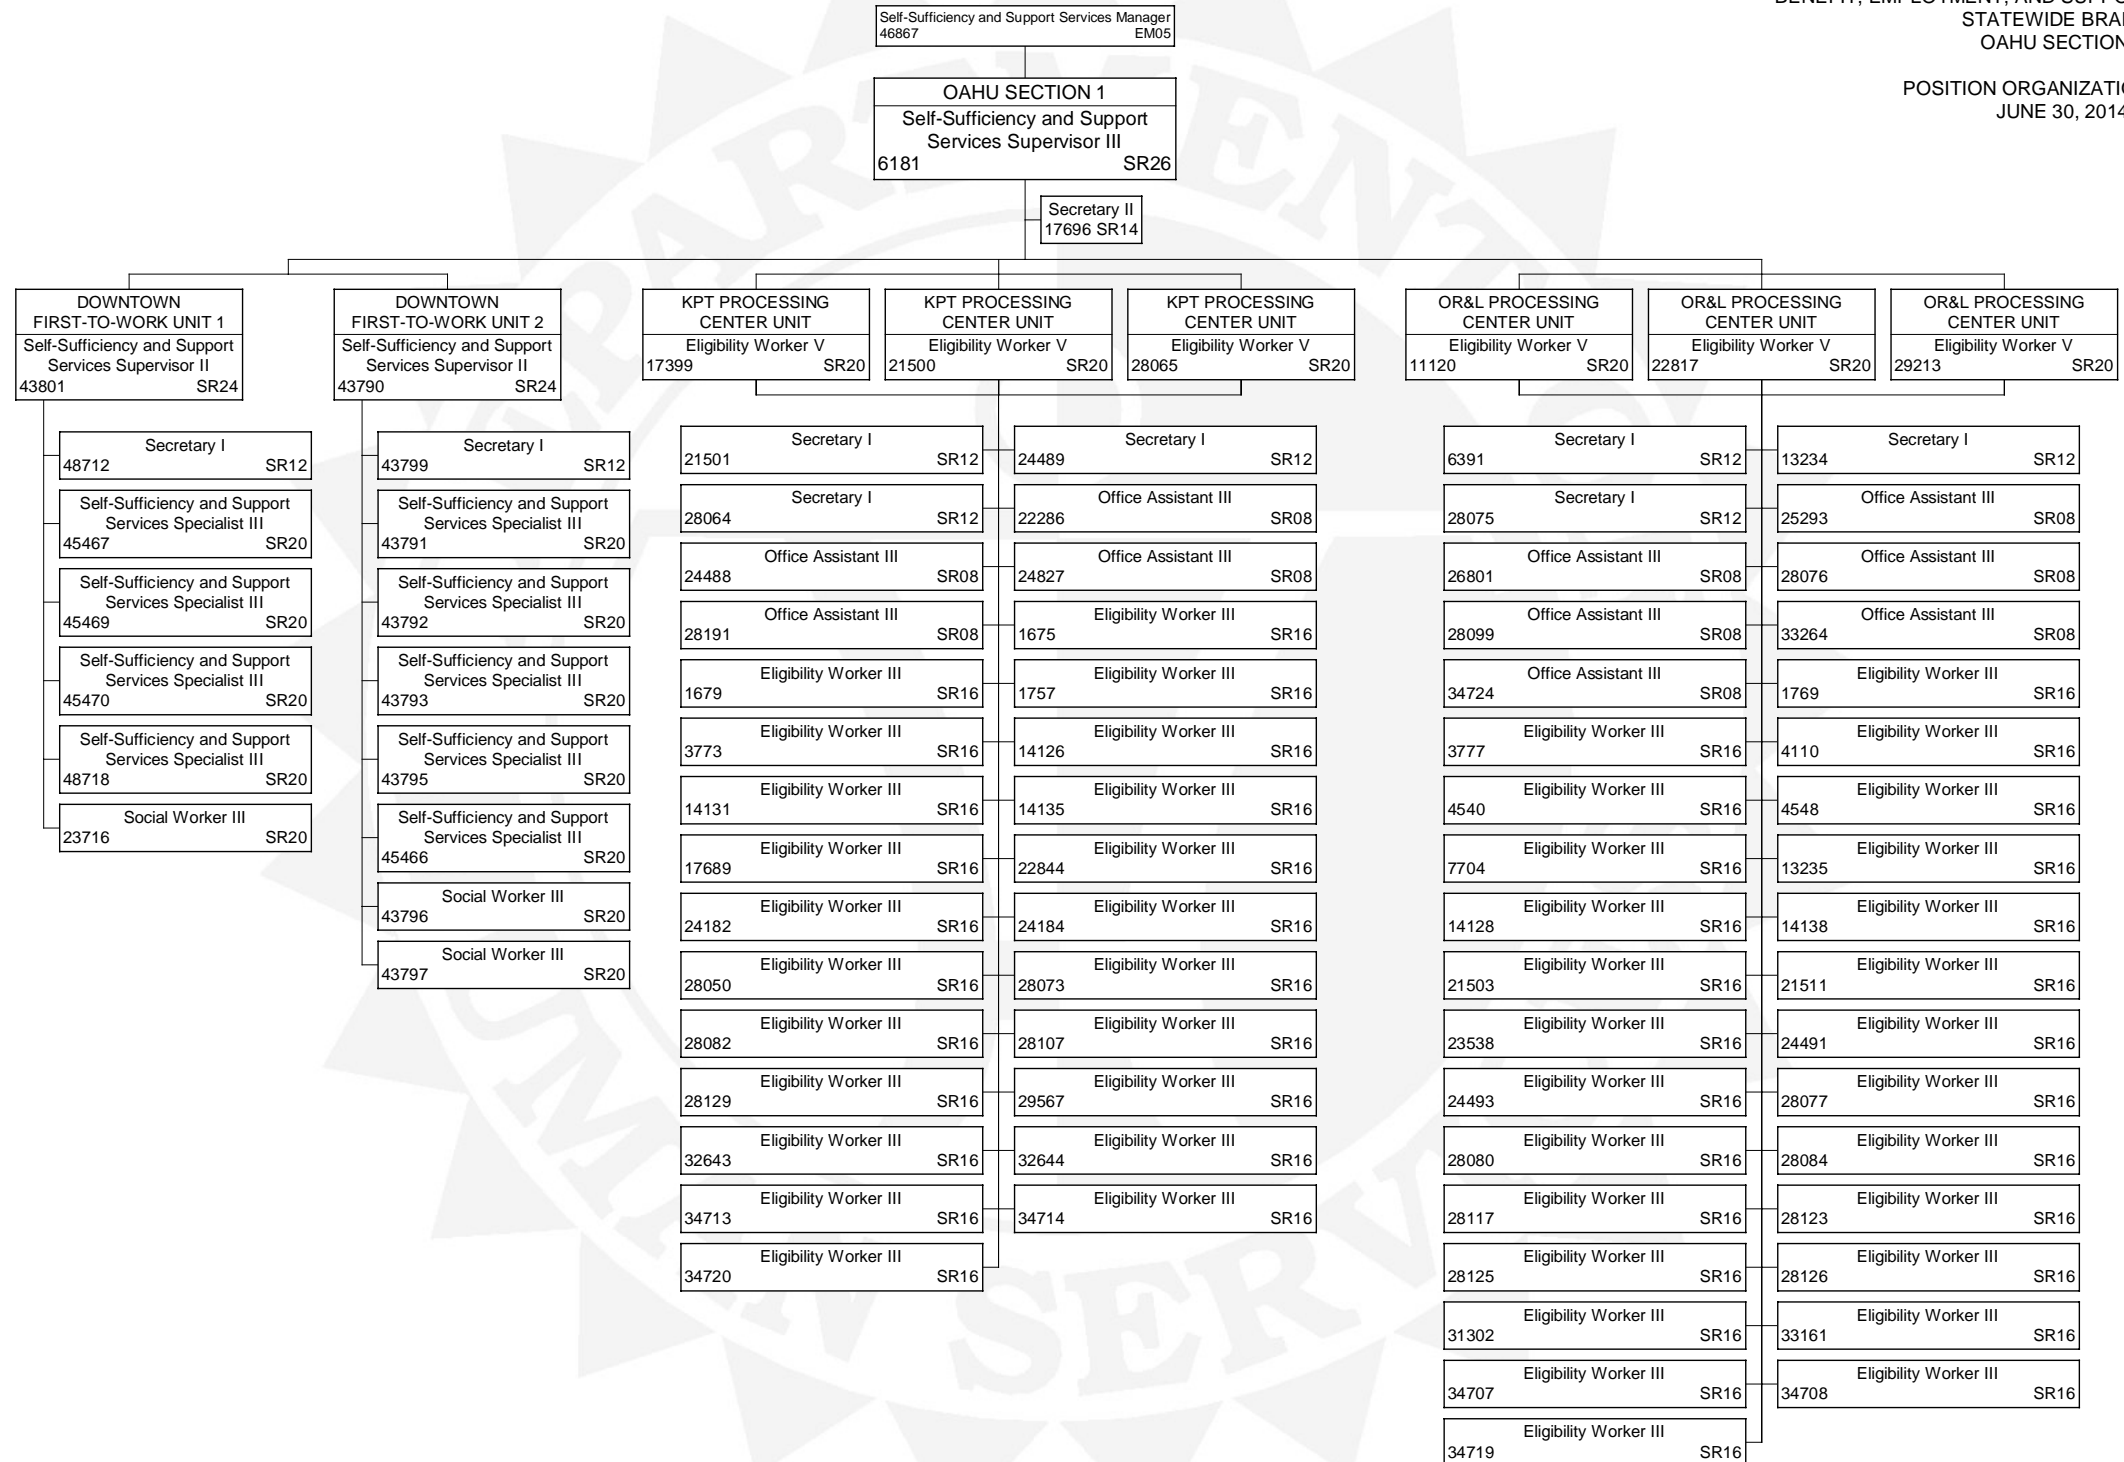 Self-Sufficiency and Support Services Manager
46867 EM05
STATEWIDE
OAHU SECTION
POSITION
JUNE 30, 2014
OAHU SECTION 1
Self-Sufficiency and Support
Services Supervisor III
6181 SR26
Secretary II
17696 SR14
DOWNTOWN
FIRST-TO-WORK UNIT 1
Self-Sufficiency and Support
Services Supervisor II
43801 SR24
Secretary I
48712 SR12
Self-Sufficiency and Support
Services Specialist III
45467 SR20
Self-Sufficiency and Support
Services Specialist III
45469 SR20
Self-Sufficiency and Support
Services Specialist III
45470 SR20
Self-Sufficiency and Support
Services Specialist III
48718 SR20
Social Worker III
23716 SR20
DOWNTOWN
FIRST-TO-WORK UNIT 2
Self-Sufficiency and Support
Services Supervisor II
43790 SR24
Secretary I
43799 SR12
Self-Sufficiency and Support
Services Specialist III
43791 SR20
Self-Sufficiency and Support
Services Specialist III
43792 SR20
Self-Sufficiency and Support
Services Specialist III
43793 SR20
Self-Sufficiency and Support
Services Specialist III
43795 SR20
Self-Sufficiency and Support
Services Specialist III
45466 SR20
Social Worker III
43796 SR20
Social Worker III
43797 SR20
KPT PROCESSING
CENTER UNIT
Eligibility Worker V
17399 SR20
KPT PROCESSING
CENTER UNIT
Eligibility Worker V
21500 SR20
KPT PROCESSING
CENTER UNIT
Eligibility Worker V
28065 SR20
Secretary I
21501 SR12
Secretary I
24489 SR12
Secretary I
28064 SR12
Office Assistant III
22286 SR08
Office Assistant III
24488 SR08
Office Assistant III
24827 SR08
Office Assistant III
28191 SR08
Eligibility Worker III
1675 SR16
Eligibility Worker III
1679 SR16
Eligibility Worker III
1757 SR16
Eligibility Worker III
3773 SR16
Eligibility Worker III
14126 SR16
Eligibility Worker III
14131 SR16
Eligibility Worker III
14135 SR16
Eligibility Worker III
17689 SR16
Eligibility Worker III
22844 SR16
Eligibility Worker III
24182 SR16
Eligibility Worker III
24184 SR16
Eligibility Worker III
28050 SR16
Eligibility Worker III
28073 SR16
Eligibility Worker III
28082 SR16
Eligibility Worker III
28107 SR16
Eligibility Worker III
28129 SR16
Eligibility Worker III
29567 SR16
Eligibility Worker III
32643 SR16
Eligibility Worker III
32644 SR16
Eligibility Worker III
34713 SR16
Eligibility Worker III
34714 SR16
Eligibility Worker III
34720 SR16
OR&L PROCESSING
CENTER UNIT
Eligibility Worker V
11120 SR20
OR&L PROCESSING
CENTER UNIT
Eligibility Worker V
22817 SR20
OR&L PROCESSING
CENTER UNIT
Eligibility Worker V
29213 SR20
Secretary I
6391 SR12
Secretary I
13234 SR12
Secretary I
28075 SR12
Office Assistant III
25293 SR08
Office Assistant III
26801 SR08
Office Assistant III
28076 SR08
Office Assistant III
28099 SR08
Office Assistant III
33264 SR08
Office Assistant III
34724 SR08
Eligibility Worker III
1769 SR16
Eligibility Worker III
3777 SR16
Eligibility Worker III
4110 SR16
Eligibility Worker III
4540 SR16
Eligibility Worker III
4548 SR16
Eligibility Worker III
7704 SR16
Eligibility Worker III
13235 SR16
Eligibility Worker III
14128 SR16
Eligibility Worker III
14138 SR16
Eligibility Worker III
21503 SR16
Eligibility Worker III
21511 SR16
Eligibility Worker III
23538 SR16
Eligibility Worker III
24491 SR16
Eligibility Worker III
24493 SR16
Eligibility Worker III
28077 SR16
Eligibility Worker III
28080 SR16
Eligibility Worker III
28084 SR16
Eligibility Worker III
28117 SR16
Eligibility Worker III
28123 SR16
Eligibility Worker III
28125 SR16
Eligibility Worker III
28126 SR16
Eligibility Worker III
31302 SR16
Eligibility Worker III
33161 SR16
Eligibility Worker III
34707 SR16
Eligibility Worker III
34708 SR16
Eligibility Worker III
34719 SR16